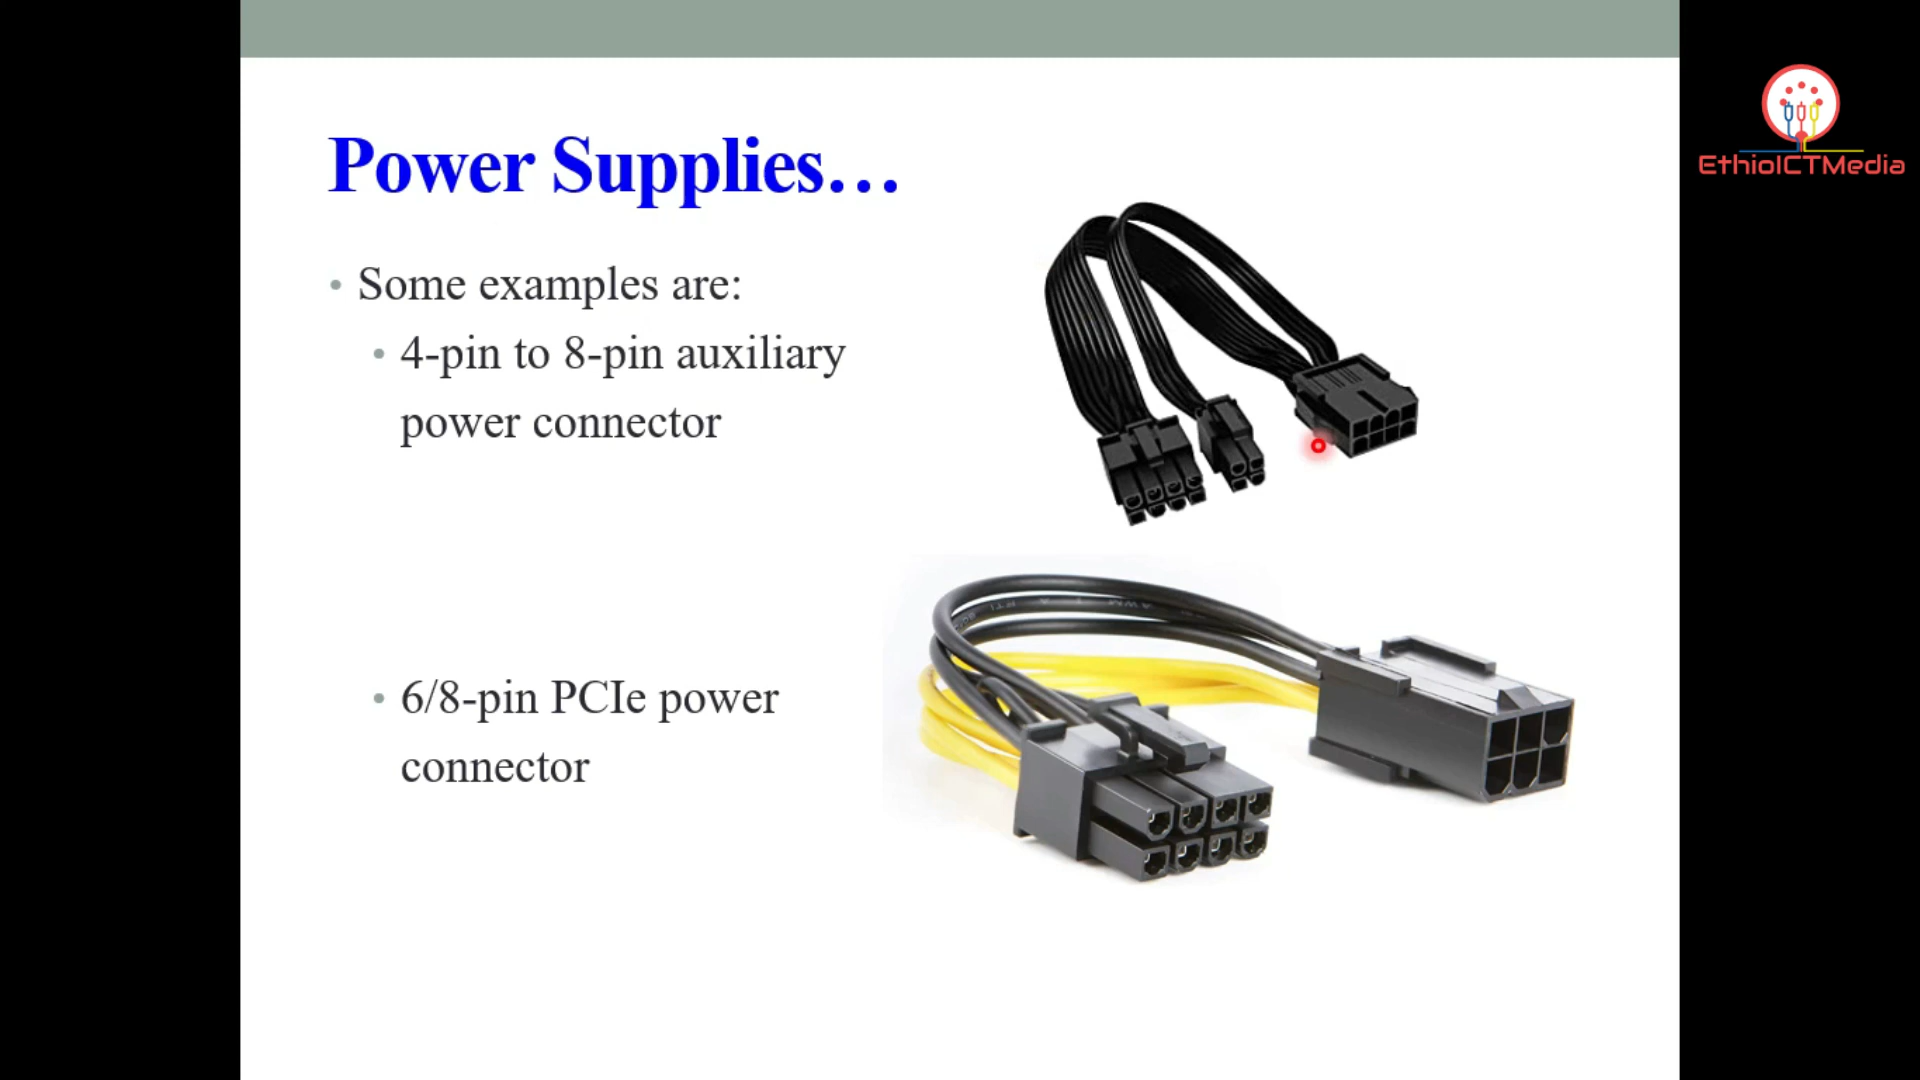 EthioICTMedia
Power Supplies…
• Some examples are:
• 4-pin to 8-pin auxiliary
power connector
• 6/8-pin PCIe power
connector
AWM